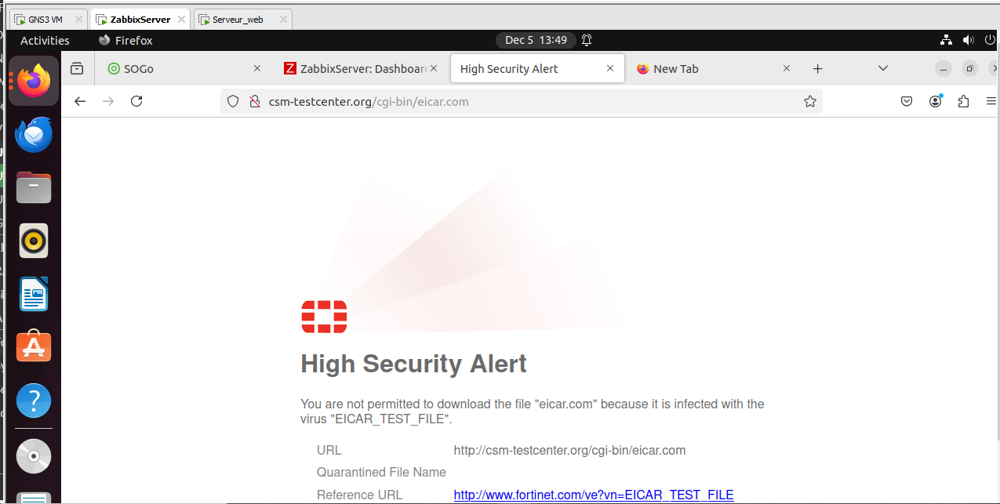 GNS3 VM ZabbixServer Serveur_web
Activities Firefox Dec 5 13:49
SOGo ZabbixServer: Dashboard High Security Alert New Tab
csm-testcenter.org/cgi-bin/eicar.com
High Security Alert
You are not permitted to download the file "eicar.com" because it is infected with the
virus "EICAR_TEST_FILE".
URL http://csm-testcenter.org/cgi-bin/eicar.com
Quarantined File Name
Reference URL http://www.fortinet.com/ve?vn=EICAR_TEST_FILE